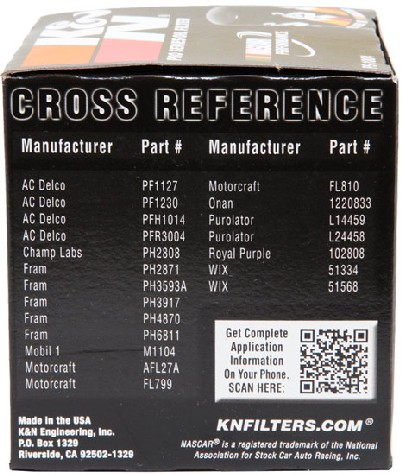 K&N
CROSS REFERENCE
Manufacturer Part # Manufacturer Part #
AC Delco PF1127 Motorcraft FL810
AC Delco PF1230 Onan 1220833
AC Delco PFH1014 Purolator L14459
AC Delco PFR3004 Purolator L24458
Champ Labs PH2808 Royal Purple 102808
Fram PH2871 WIX 51334
Fram PH3593A WIX 51568
Fram PH3917
Fram PH4870
Fram PH6811
Mobil 1 M1104
Motorcraft AFL27A
Motorcraft FL799
Get Complete
Application
Information
On Your Phone.
SCAN HERE:
Made in the USA
K&N Engineering, Inc.
P.O. Box 1329
Riverside, CA 92502-1329
KNFILTERS.COM®
NASCAR® is a registered trademark of the National
Association for Stock Car Auto Racing, Inc.